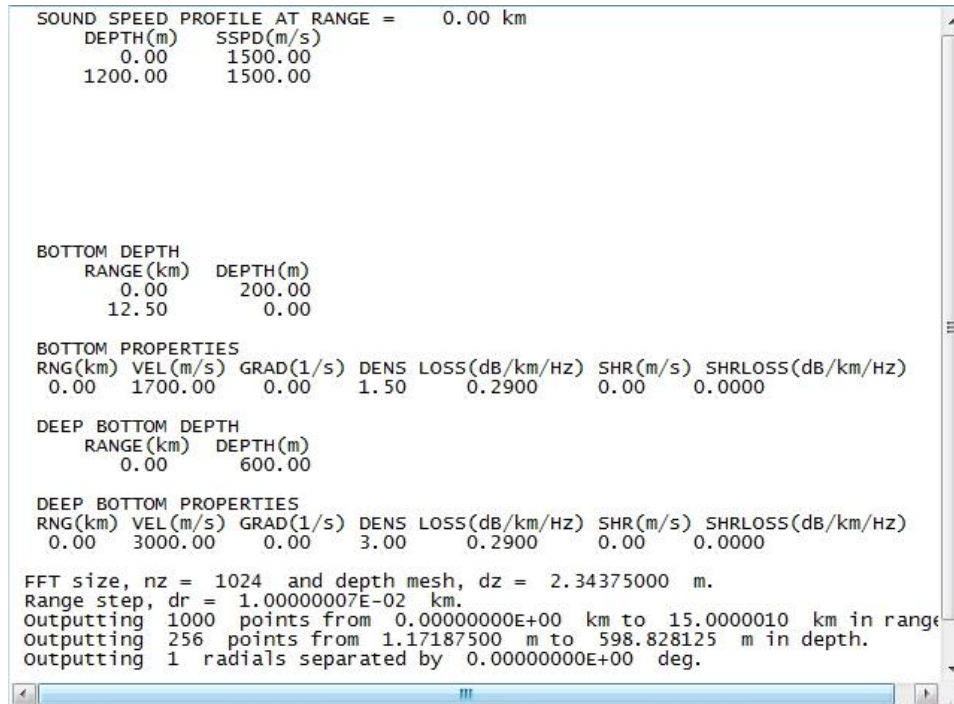 SOUND SPEED PROFILE AT RANGE = 0.00 km
DEPTH(m) SSPD(m/s)
0.00 1500.00
1200.00 1500.00
BOTTOM DEPTH
RANGE(km) DEPTH(m)
0.00 200.00
12.50 0.00
BOTTOM PROPERTIES
RNG(km) VEL(m/s) GRAD(1/s) DENS LOSS(dB/km/Hz) SHR(m/s) SHRLOSS(dB/km/Hz)
0.00 1700.00 0.00 1.50 0.2900 0.00 0.0000
DEEP BOTTOM DEPTH
RANGE(km) DEPTH(m)
0.00 600.00
DEEP BOTTOM PROPERTIES
RNG(km) VEL(m/s) GRAD(1/s) DENS LOSS(dB/km/Hz) SHR(m/s) SHRLOSS(dB/km/Hz)
0.00 3000.00 0.00 3.00 0.2900 0.00 0.0000
FFT size, nz = 1024 and depth mesh, dz = 2.34375000 m.
Range step, dr = 1.00000007E-02 km.
Outputting 1000 points from 0.00000000E+00 km to 15.0000010 km in range
Outputting 256 points from 1.17187500 m to 598.828125 m in depth.
Outputting 1 radials separated by 0.00000000E+00 deg.